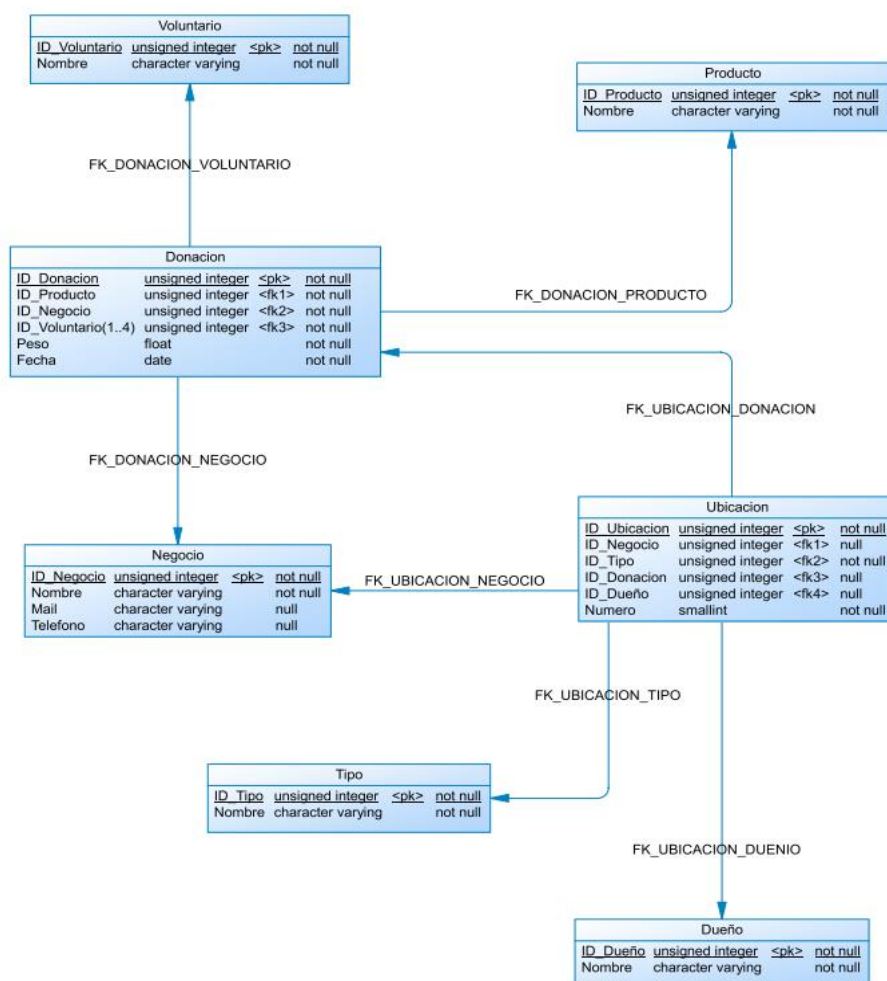 Voluntario
ID_Voluntario unsigned integer <pk> not null
Nombre character varying not null
Producto
ID_Producto unsigned integer <pk> not null
Nombre character varying not null
FK_DONACION_VOLUNTARIO
Donacion
ID_Donacion unsigned integer <pk> not null
ID_Producto unsigned integer <fk1> not null
ID_Negocio unsigned integer <fk2> not null
ID_Voluntario(1..4) unsigned integer <fk3> not null
Peso float not null
Fecha date not null
FK_DONACION_PRODUCTO
FK_UBICACION_DONACION
FK_DONACION_NEGOCIO
Ubicacion
ID_Ubicacion unsigned integer <pk> not null
ID_Negocio unsigned integer <fk1> null
ID_Tipo unsigned integer <fk2> not null
ID_Donacion unsigned integer <fk3> null
ID_Dueño unsigned integer <fk4> null
Numero smallint not null
Negocio
ID_Negocio unsigned integer <pk> not null
Nombre character varying not null
Mail character varying null
Telefono character varying null
FK_UBICACION_NEGOCIO
FK_UBICACION_TIPO
Tipo
ID_Tipo unsigned integer <pk> not null
Nombre character varying not null
FK_UBICACION_DUENIO
Dueño
ID_Dueño unsigned integer <pk> not null
Nombre character varying not null